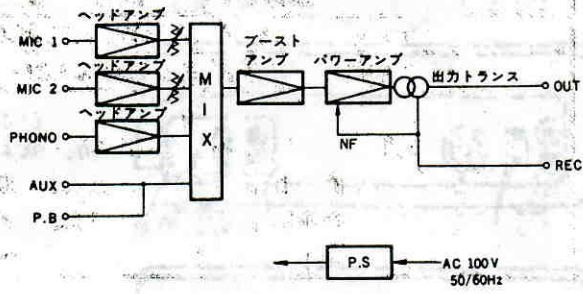 ヘッドアンプ
MIC 1
ヘッドアンプ
MIC 2
ヘッドアンプ
PHONO
AUX
P.B
M
I
X
ブースト
アンプ
パワーアンプ
出力トランス
OUT
NF
REC
P.S
AC 100V
50/60Hz